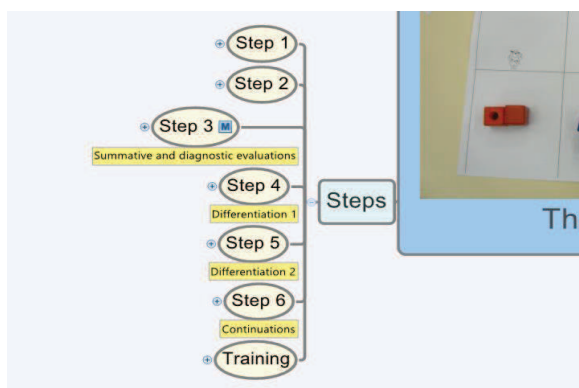 Step 1
Step 2
Step 3 M
Summative and diagnostic evaluations
Step 4
Differentiation 1
Step 5
Differentiation 2
Step 6
Continuations
Training
Steps
Th